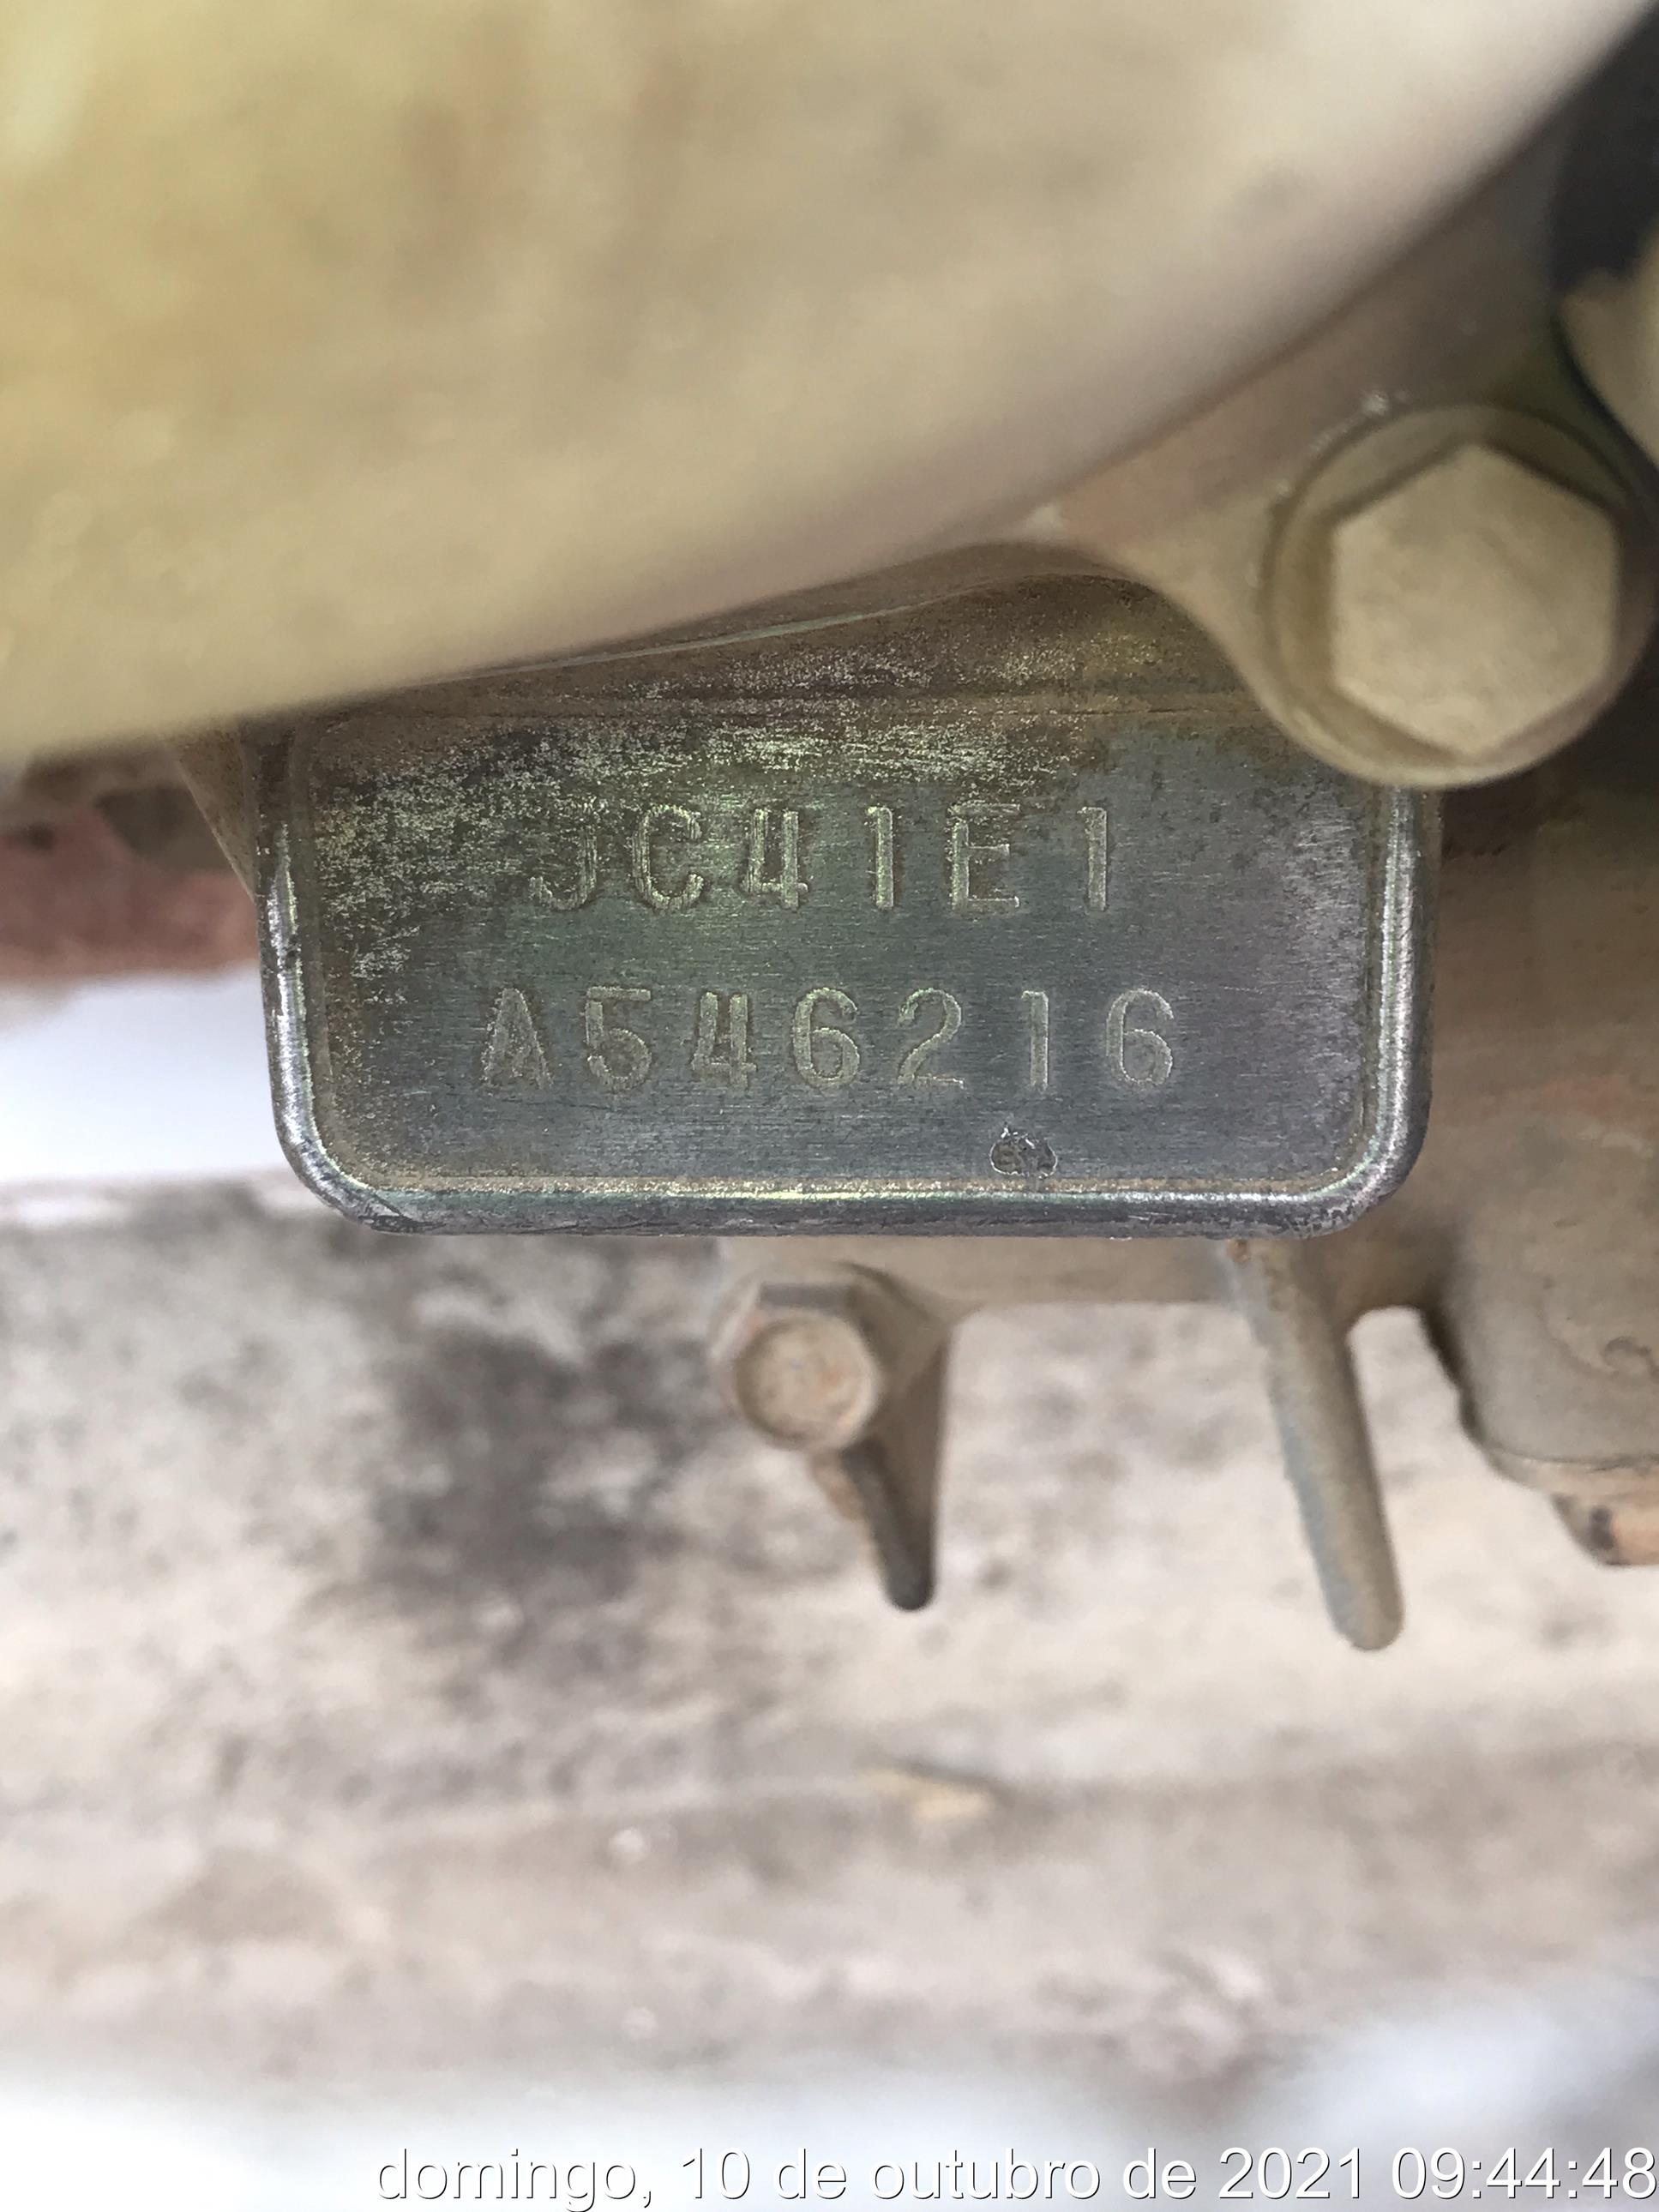 JC41E1
A546216
domingo, 10 de outubro de 2021 09:44:48